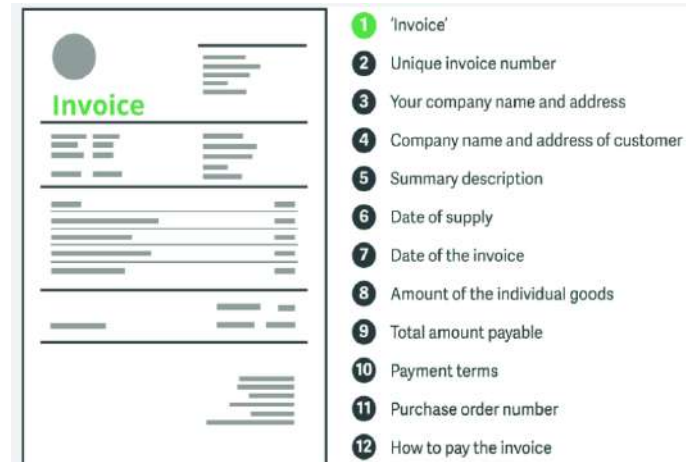 Invoice
1 'Invoice'
2 Unique invoice number
3 Your company name and address
4 Company name and address of customer
5 Summary description
6 Date of supply
7 Date of the invoice
8 Amount of the individual goods
9 Total amount payable
10 Payment terms
11 Purchase order number
12 How to pay the invoice